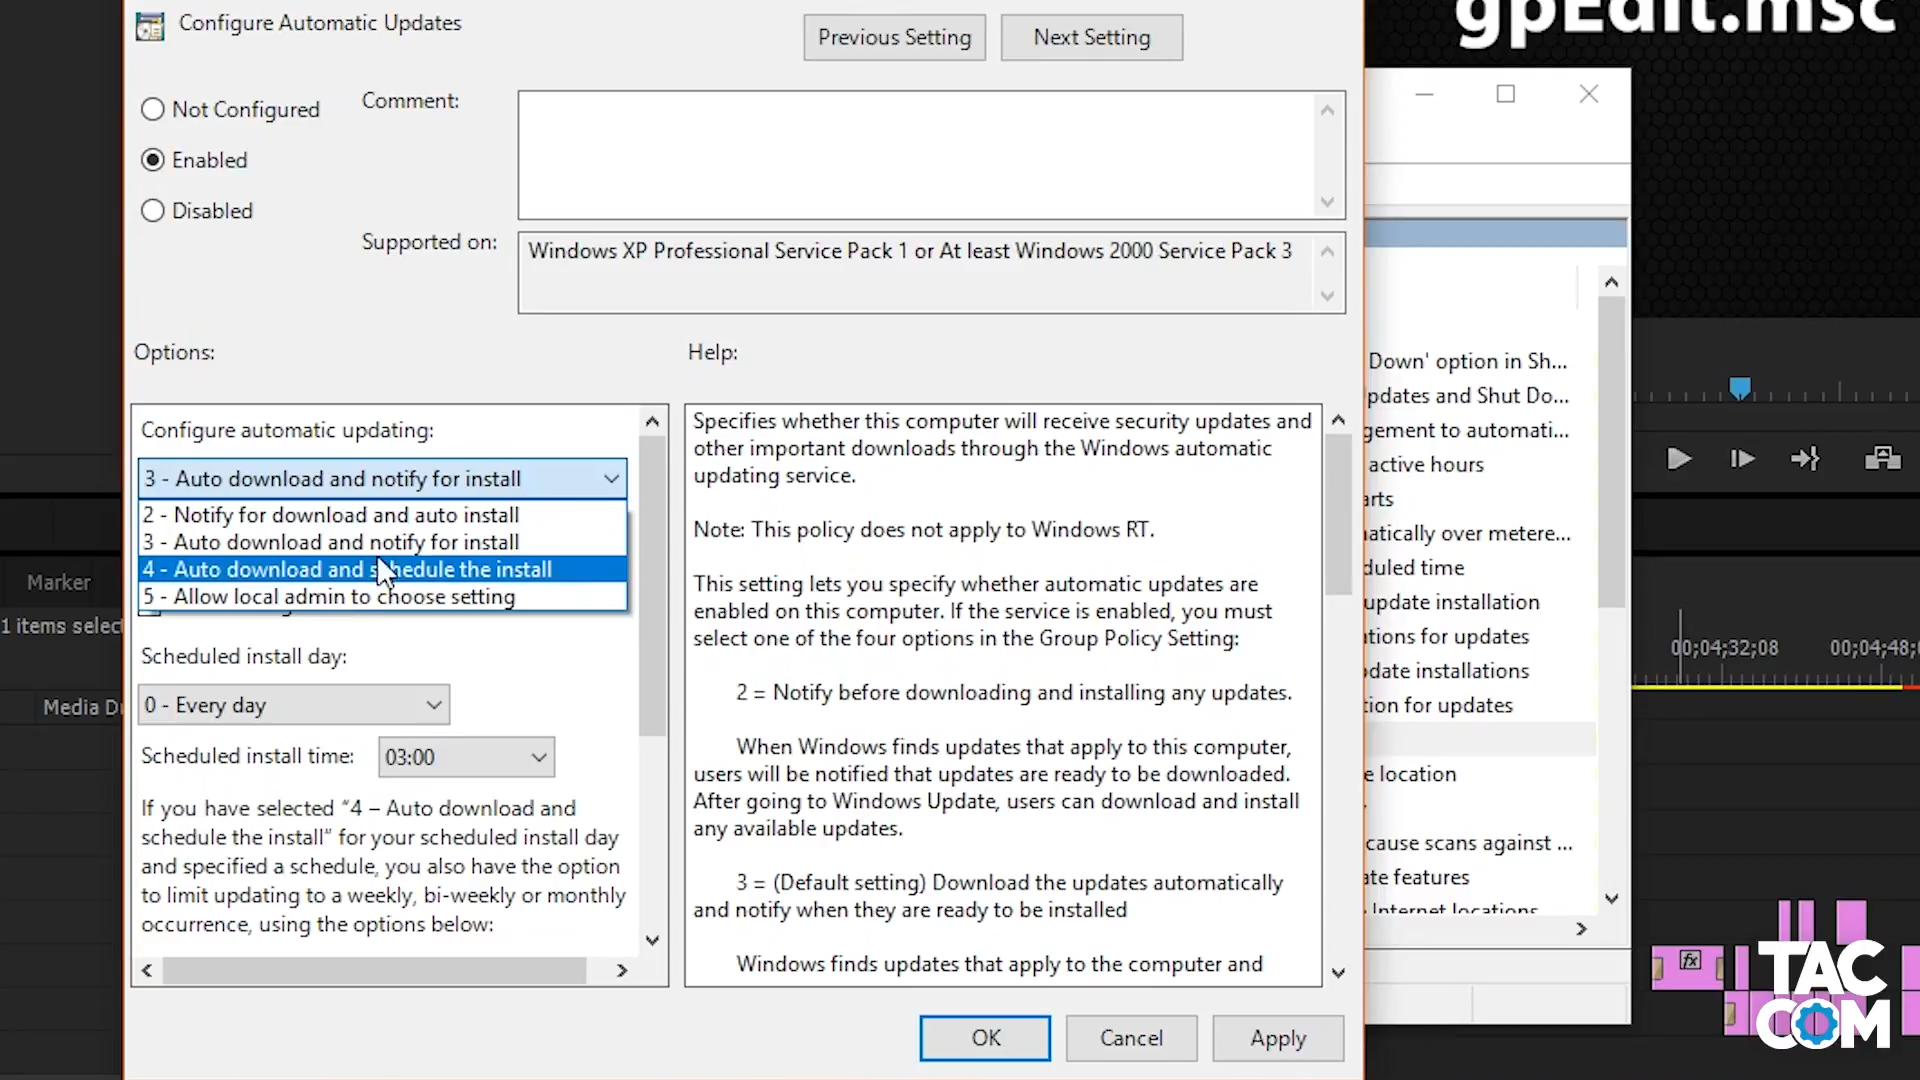 gpEdit.msc
Configure Automatic Updates
Previous Setting
Next Setting
Not Configured
Comment:
Enabled
Disabled
Supported on:
Windows XP Professional Service Pack 1 or At least Windows 2000 Service Pack 3
Options:
Help:
Configure automatic updating:
3 - Auto download and notify for install
2 - Notify for download and auto install
3 - Auto download and notify for install
4 - Auto download and schedule the install
5 - Allow local admin to choose setting
Scheduled install day:
0 - Every day
Scheduled install time:
03:00
If you have selected “4 – Auto download and
schedule the install” for your scheduled install day
and specified a schedule, you also have the option
to limit updating to a weekly, bi-weekly or monthly
occurrence, using the options below:
Specifies whether this computer will receive security updates and
other important downloads through the Windows automatic
updating service.
Note: This policy does not apply to Windows RT.
This setting lets you specify whether automatic updates are
enabled on this computer. If the service is enabled, you must
select one of the four options in the Group Policy Setting:
2 = Notify before downloading and installing any updates.
When Windows finds updates that apply to this computer,
users will be notified that updates are ready to be downloaded.
After going to Windows Update, users can download and install
any available updates.
3 = (Default setting) Download the updates automatically
and notify when they are ready to be installed
Windows finds updates that apply to the computer and
OK
Cancel
Apply
Down' option in Sh...
pdates and Shut Do...
gement to automati...
active hours
arts
natically over metere...
duled time
update installation
tions for updates
pdate installations
tion for updates
e location
cause scans against ...
ate features
Internet locations
Marker
1 items select
Media Du
00;04;32;08
00;04;48;0
fx
TAC
COM